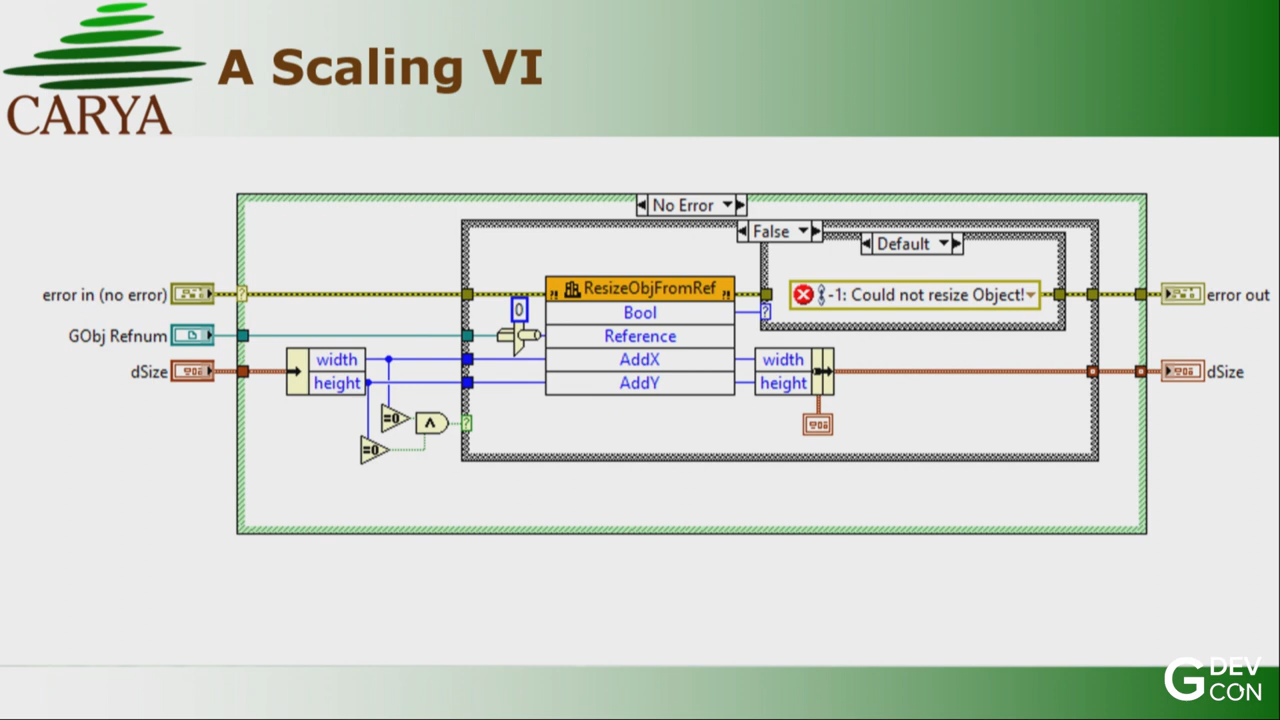 CARYA
A Scaling VI
No Error
False
Default
error in (no error)
ResizeObjFromRef
-1: Could not resize Object!
error out
0
Bool
GObj Refnum
Reference
width
AddX
width
dSize
height
AddY
height
dSize
=0
=0
?
?
?
G DEV
CON